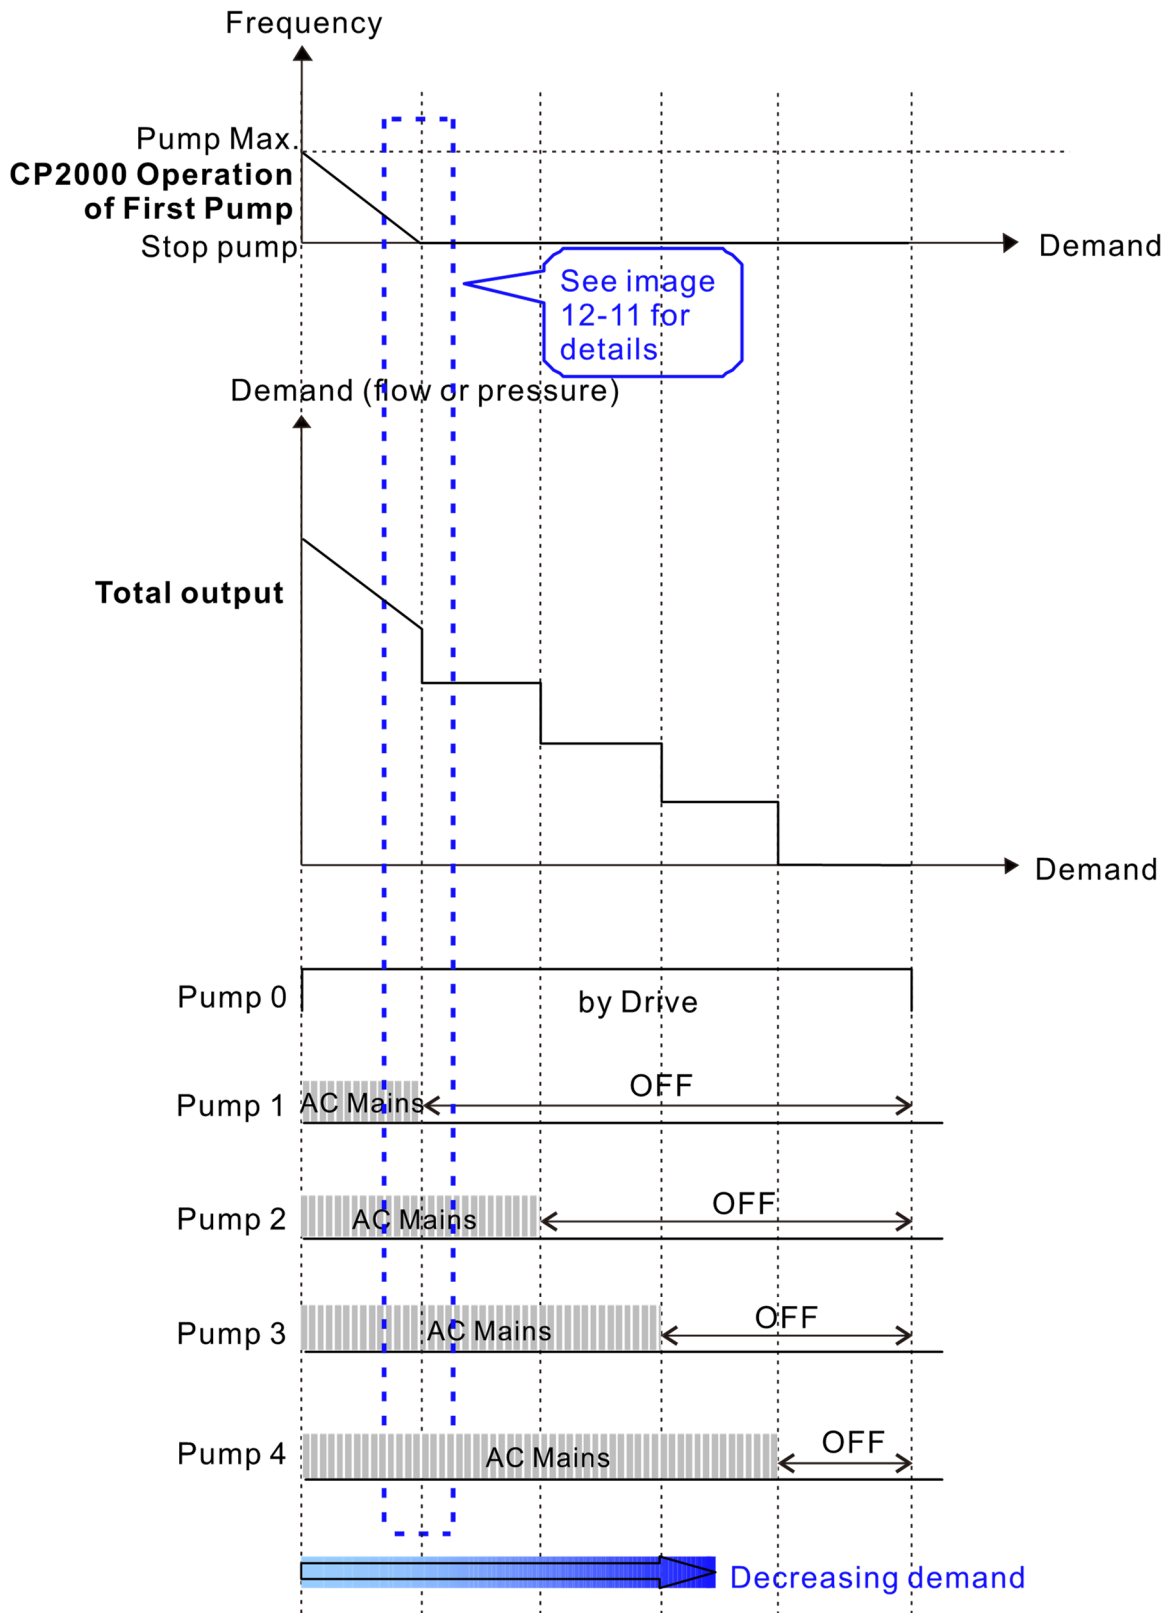 Frequency
Pump Max.
CP2000 Operation
of First Pump
Stop pump
Demand
See image
12-11 for
details
Demand (flow or pressure)
Total output
Demand
Pump 0
by Drive
Pump 1
AC Mains
OFF
Pump 2
AC Mains
OFF
Pump 3
AC Mains
OFF
Pump 4
AC Mains
OFF
Decreasing demand